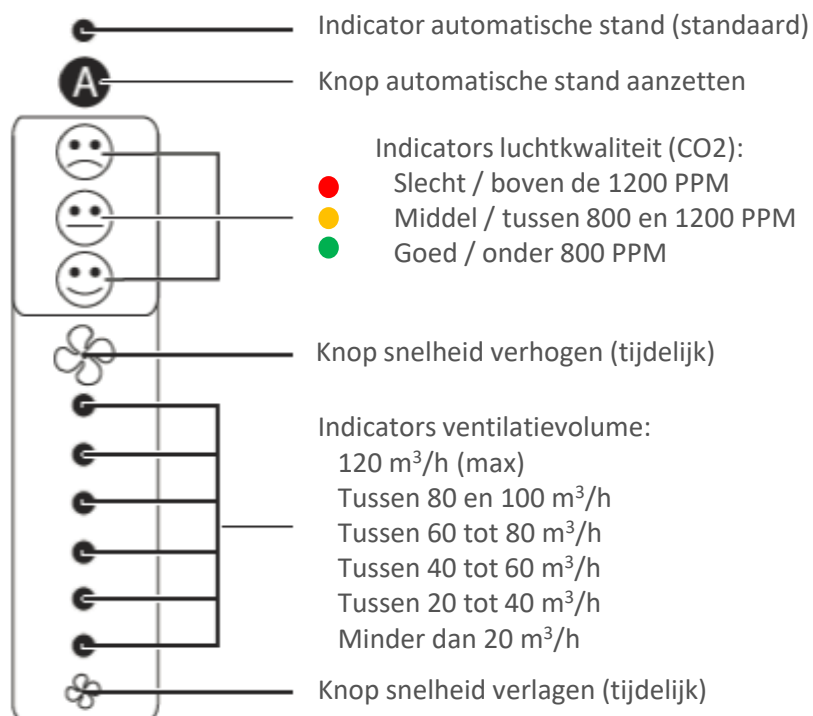 Indicator automatische stand (standaard)
A
Knop automatische stand aanzetten
Indicators luchtkwaliteit (CO2):
Slecht / boven de 1200 PPM
Middel / tussen 800 en 1200 PPM
Goed / onder 800 PPM
Knop snelheid verhogen (tijdelijk)
Indicators ventilatievolume:
120 m³/h (max)
Tussen 80 en 100 m³/h
Tussen 60 tot 80 m³/h
Tussen 40 tot 60 m³/h
Tussen 20 tot 40 m³/h
Minder dan 20 m³/h
Knop snelheid verlagen (tijdelijk)